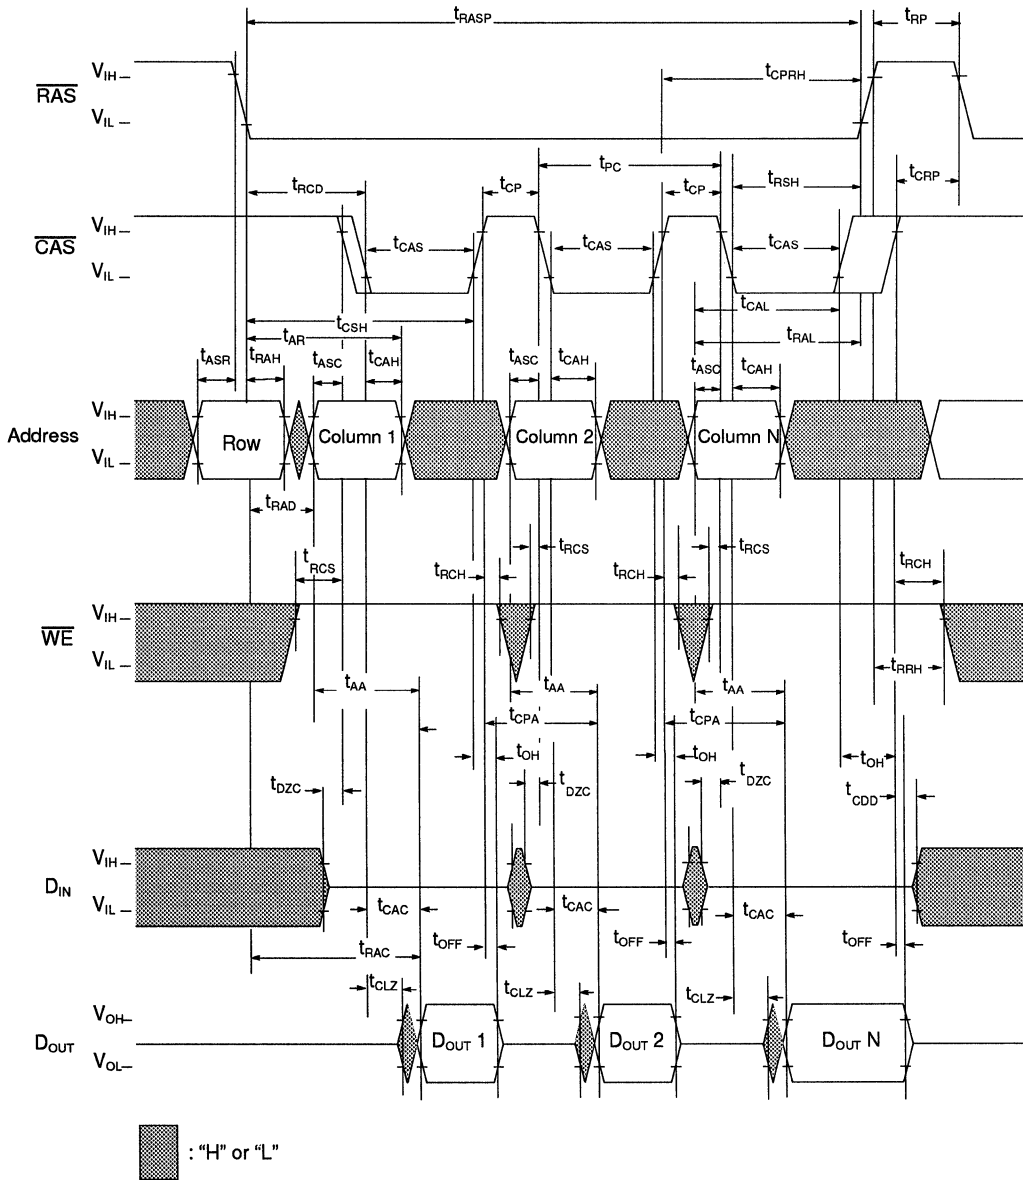 tRASP
tRP
VIH
RAS
VIL
tCPRH
tPC
tRCD
tCP
tCP
tRSH
tCRP
VIH
CAS
VIL
tCAS
tCAS
tCAS
tCSH
tCAL
tAR
tRAL
tASR
tRAH
tASC
tCAH
tASC
tCAH
tASC
tCAH
VIH
Address
VIL
Row
Column 1
Column 2
Column N
tRAD
tRCS
tRCS
tRCS
tRCH
tRCH
tRCH
VIH
WE
VIL
tRRH
tAA
tAA
tAA
tCPA
tCPA
tOH
tOH
tOH
tDZC
tDZC
tDZC
tCDD
VIH
DIN
VIL
tCAC
tCAC
tCAC
tOFF
tOFF
tOFF
tRAC
tCLZ
tCLZ
tCLZ
VOH
DOUT
VOL
DOUT 1
DOUT 2
DOUT N
: “H” or “L”